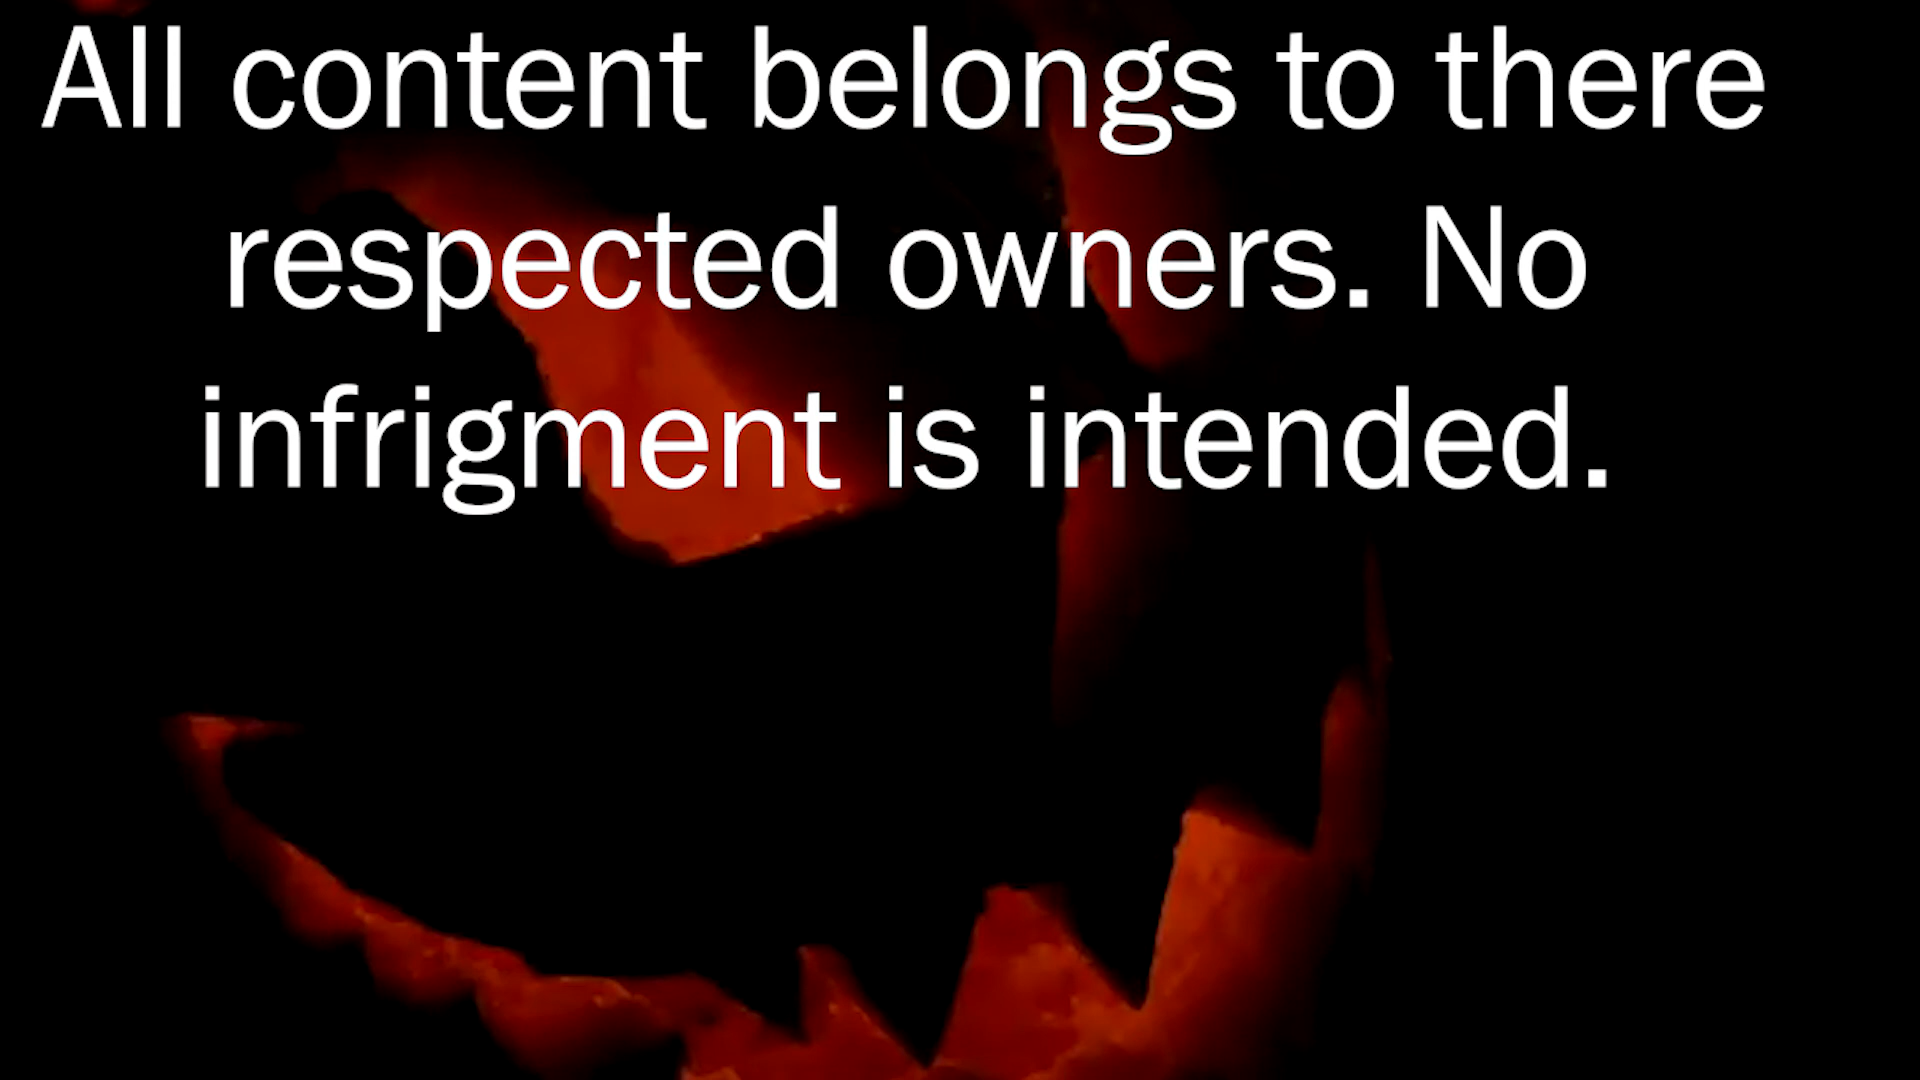 All content belongs to there
respected owners. No
infrigment is intended.